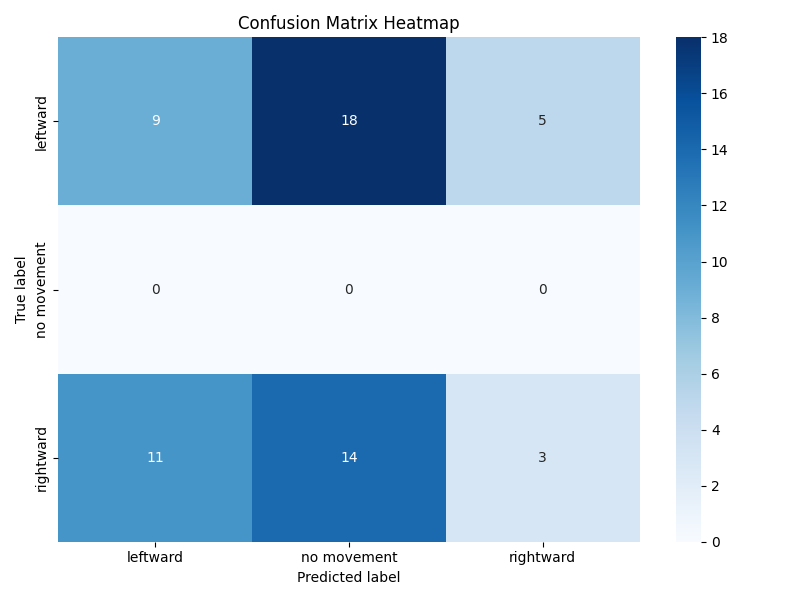 Confusion Matrix Heatmap
True label
leftward
9 18 5
no movement
0 0 0
rightward
11 14 3
leftward no movement rightward
Predicted label
18
16
14
12
10
8
6
4
2
0